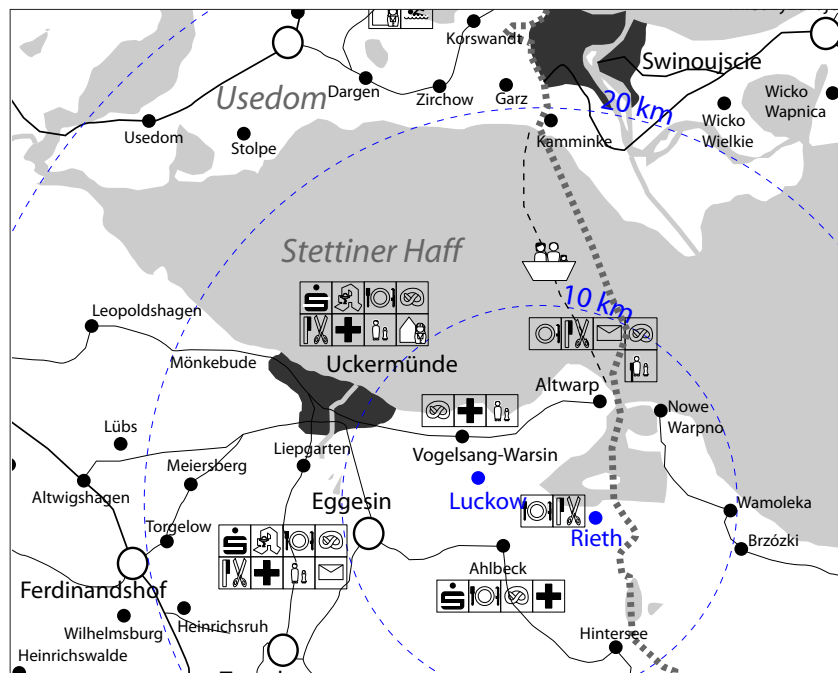 Korswandt
Swinoujscie
Dargen
Zirchow
Garz
Wicko
Wapnica
Usedom
20 km
Wicko
Wielkie
Usedom
Stolpe
Kamminke
Stettiner Haff
10 km
Leopoldshagen
Mönkebude
Uckermünde
Altwarp
Nowe
Warpno
Lübs
Liepgarten
Vogelsang-Warsin
Meiersberg
Luckow
Altwigshagen
Eggesin
Wamoleka
Torgelow
Rieth
Brzózki
Ahlbeck
Ferdinandshof
Heinrichsruh
Wilhelmsburg
Hintersee
Heinrichswalde